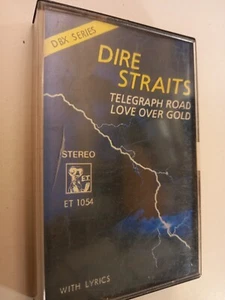 DBX SERIES
DIRE
STRAITS
TELEGRAPH ROAD
LOVE OVER GOLD
STEREO
ET
ET 1054
WITH LYRICS